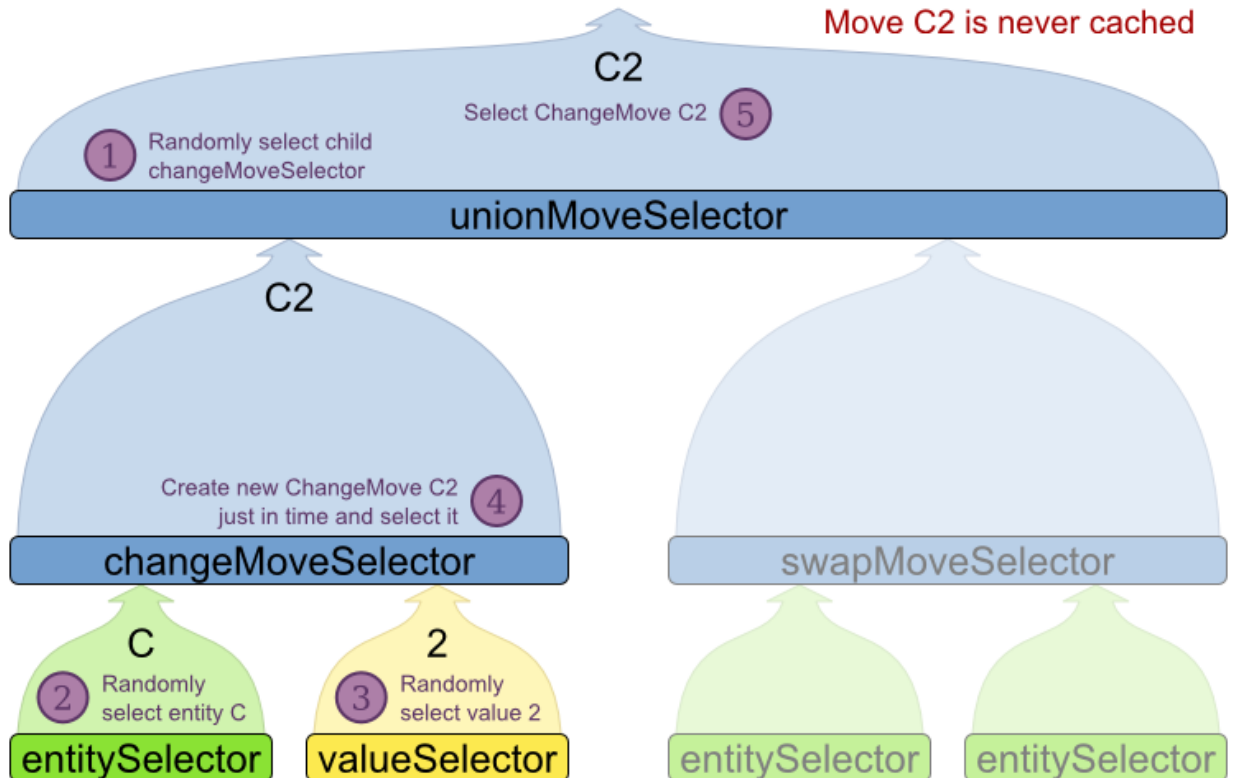 Move C2 is never cached
C2
Select ChangeMove C2
5
1
Randomly select child
changeMoveSelector
unionMoveSelector
C2
Create new ChangeMove C2
just in time and select it
4
changeMoveSelector
swapMoveSelector
C
2
2
Randomly
select entity C
3
Randomly
select value 2
entitySelector
valueSelector
entitySelector
entitySelector